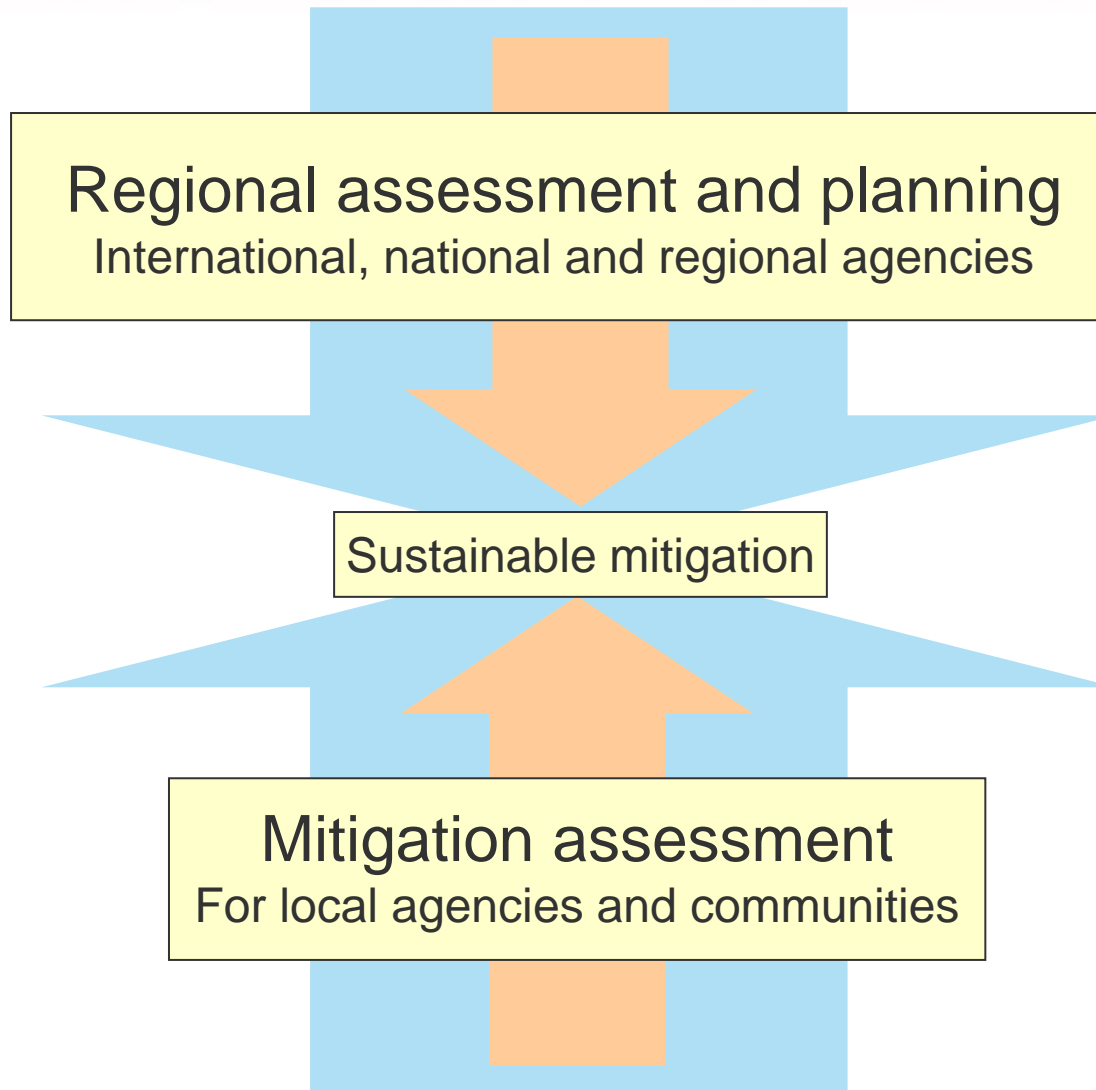 Regional assessment and planning
International, national and regional agencies
Sustainable mitigation
Mitigation assessment
For local agencies and communities